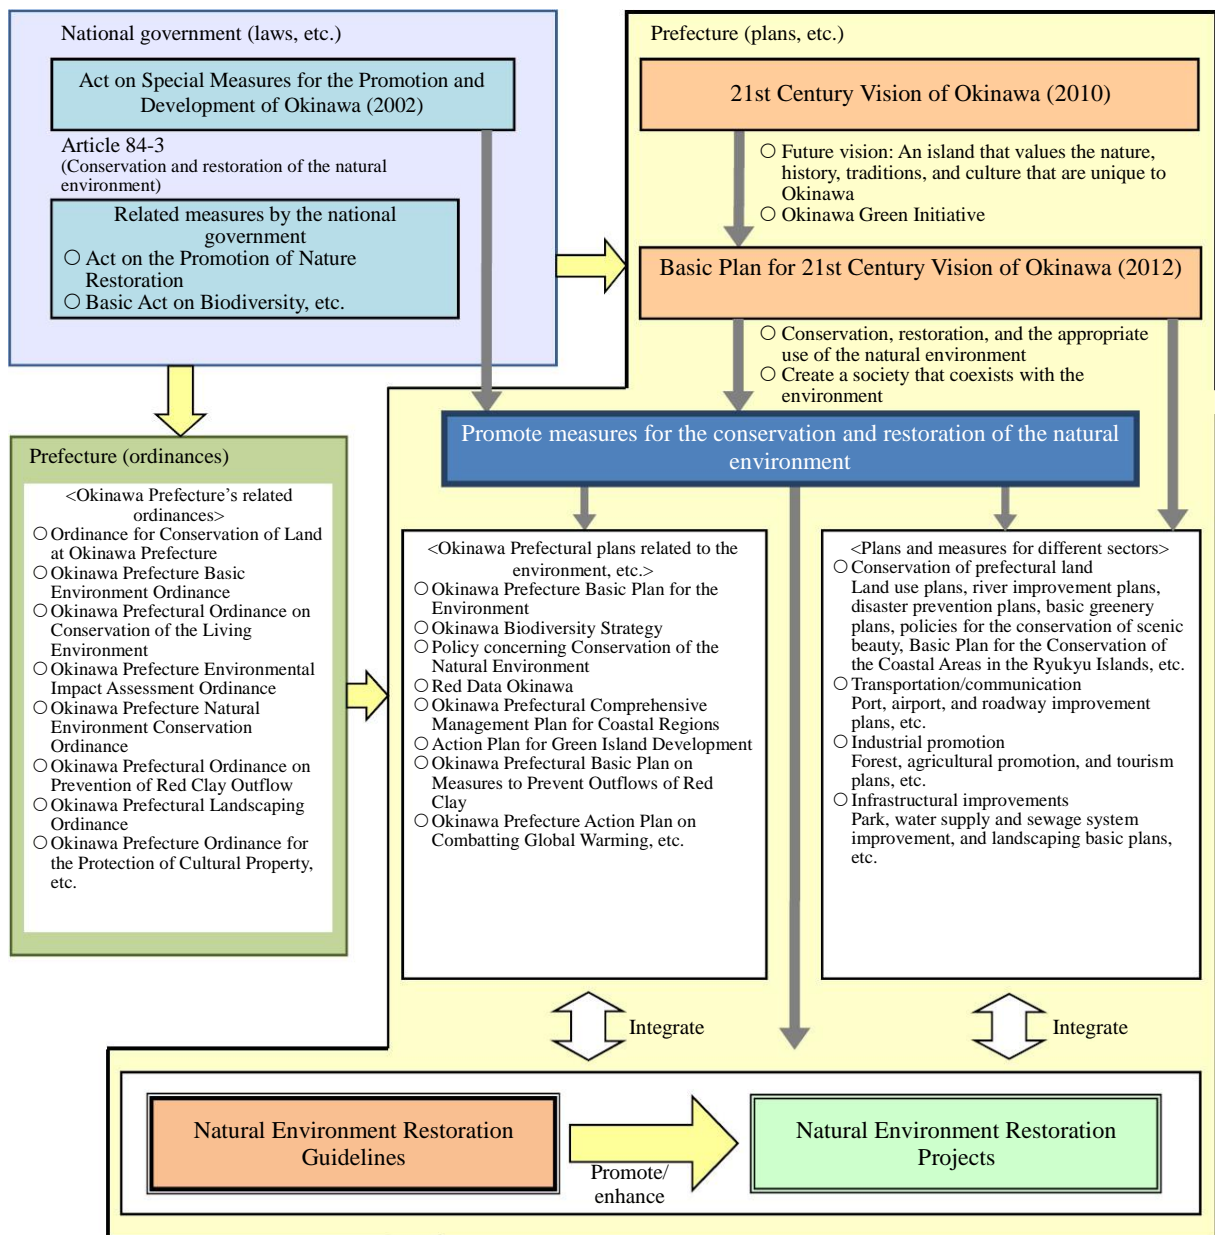 National government (laws, etc.)
Act on Special Measures for the Promotion and
Development of Okinawa (2002)
Article 84-3
(Conservation and restoration of the natural
environment)
Related measures by the national
government
○ Act on the Promotion of Nature
Restoration
○ Basic Act on Biodiversity, etc.
Prefecture (plans, etc.)
21st Century Vision of Okinawa (2010)
○ Future vision: An island that values the nature,
history, traditions, and culture that are unique to
Okinawa
○ Okinawa Green Initiative
Basic Plan for 21st Century Vision of Okinawa (2012)
○ Conservation, restoration, and the appropriate
use of the natural environment
○ Create a society that coexists with the
environment
Promote measures for the conservation and restoration of the natural
environment
Prefecture (ordinances)
<Okinawa Prefecture's related
ordinances>
○ Ordinance for Conservation of Land
at Okinawa Prefecture
○ Okinawa Prefecture Basic
Environment Ordinance
○ Okinawa Prefectural Ordinance on
Conservation of the Living
Environment
○ Okinawa Prefecture Environmental
Impact Assessment Ordinance
○ Okinawa Prefecture Natural
Environment Conservation
Ordinance
○ Okinawa Prefectural Ordinance on
Prevention of Red Clay Outflow
○ Okinawa Prefectural Landscaping
Ordinance
○ Okinawa Prefecture Ordinance for
the Protection of Cultural Property,
etc.
<Okinawa Prefectural plans related to the
environment, etc.>
○ Okinawa Prefecture Basic Plan for the
Environment
○ Okinawa Biodiversity Strategy
○ Policy concerning Conservation of the
Natural Environment
○ Red Data Okinawa
○ Okinawa Prefectural Comprehensive
Management Plan for Coastal Regions
○ Action Plan for Green Island Development
○ Okinawa Prefectural Basic Plan on
Measures to Prevent Outflows of Red
Clay
○ Okinawa Prefecture Action Plan on
Combatting Global Warming, etc.
<Plans and measures for different sectors>
○ Conservation of prefectural land
Land use plans, river improvement plans,
disaster prevention plans, basic greenery
plans, policies for the conservation of scenic
beauty, Basic Plan for the Conservation of
the Coastal Areas in the Ryukyu Islands, etc.
○ Transportation/communication
Port, airport, and roadway improvement
plans, etc.
○ Industrial promotion
Forest, agricultural promotion, and tourism
plans, etc.
○ Infrastructural improvements
Park, water supply and sewage system
improvement, and landscaping basic plans,
etc.
Integrate
Integrate
Natural Environment Restoration
Guidelines
Promote/
enhance
Natural Environment Restoration
Projects